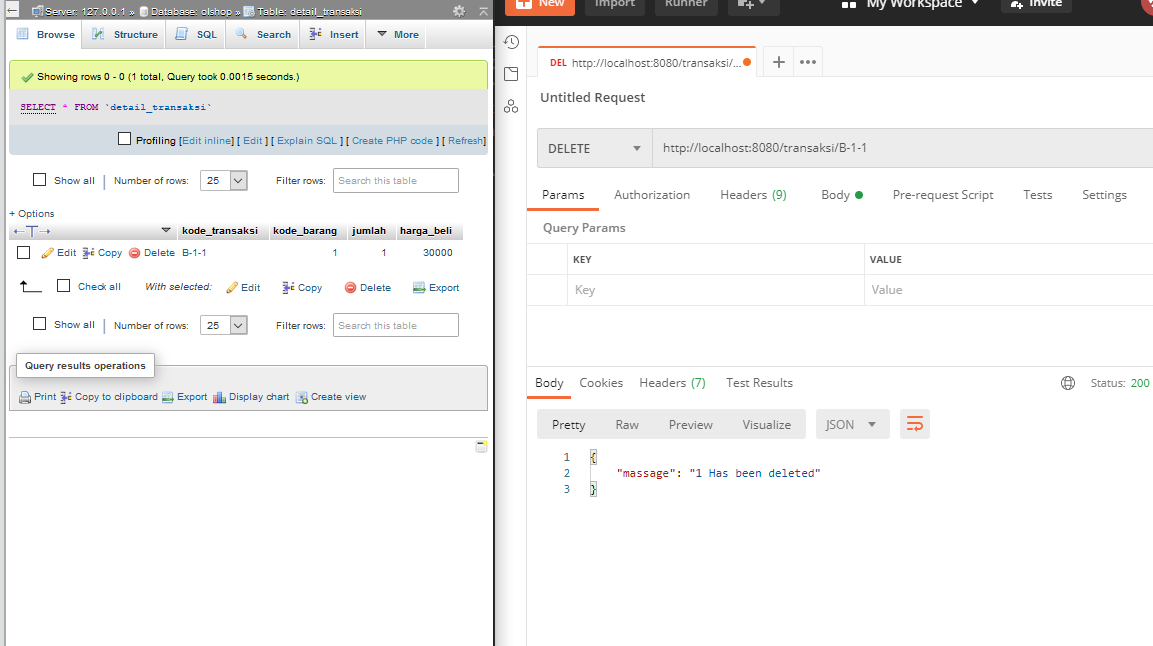 Server: 127.0.0.1 » Database: olshop » Table: detail_transaksi
Browse Structure SQL Search Insert More
Showing rows 0 - 0 (1 total, Query took 0.0015 seconds.)
SELECT * FROM `detail_transaksi`
Profiling [Edit inline] [ Edit ] [ Explain SQL ] [ Create PHP code ] [ Refresh]
Show all | Number of rows: 25 Filter rows: Search this table
+ Options
←T→ kode_transaksi kode_barang jumlah harga_beli
Edit Copy Delete B-1-1 1 1 30000
Check all With selected: Edit Copy Delete Export
Show all | Number of rows: 25 Filter rows: Search this table
Query results operations
Print Copy to clipboard Export Display chart Create view
New Import Runner My Workspace Invite
DEL http://localhost:8080/transaksi/... + •••
Untitled Request
DELETE http://localhost:8080/transaksi/B-1-1
Params Authorization Headers (9) Body Pre-request Script Tests Settings
Query Params
KEY VALUE
Key Value
Body Cookies Headers (7) Test Results Status: 200
Pretty Raw Preview Visualize JSON
1 {
2 "massage": "1 Has been deleted"
3 }